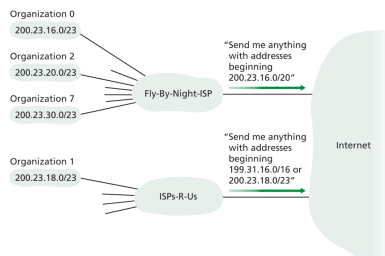 Organization 0
200.23.16.0/23
Organization 2
200.23.20.0/23
Organization 7
200.23.30.0/23
Organization 1
200.23.18.0/23
Fly-By-Night-ISP
ISPs-R-Us
“Send me anything
with addresses
beginning
200.23.16.0/20”
“Send me anything
with addresses
beginning
199.31.16.0/16 or
200.23.18.0/23”
Internet